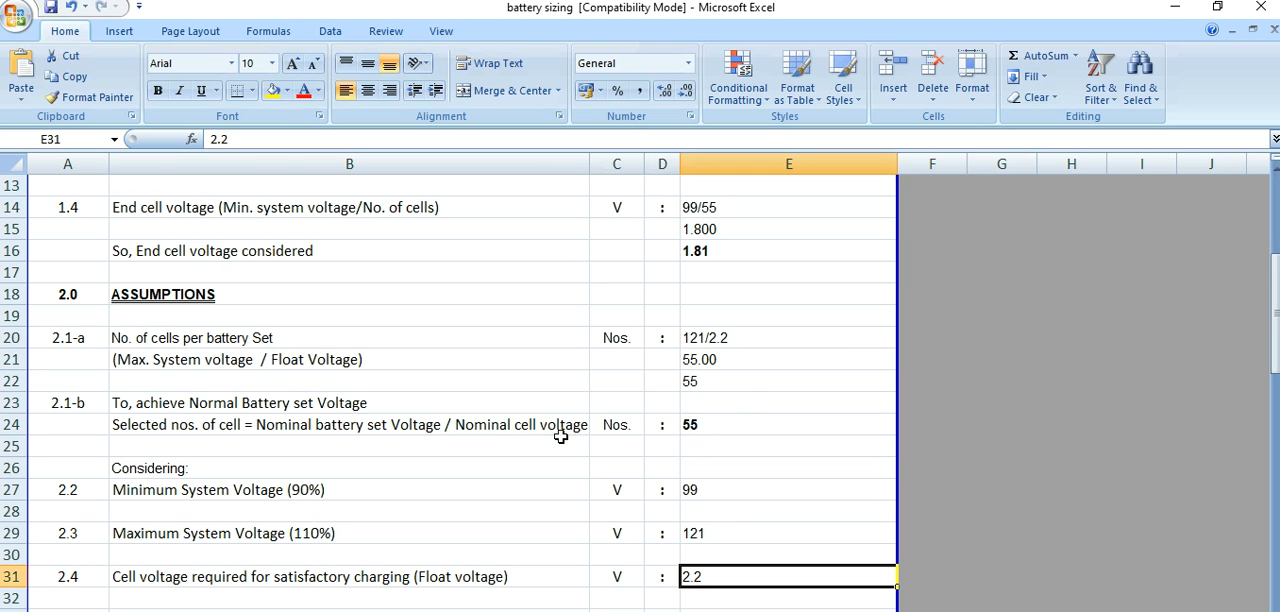 battery sizing [Compatibility Mode] - Microsoft Excel
Home Insert Page Layout Formulas Data Review View
Paste Cut Copy Format Painter
Clipboard
Arial 10 A A
B I U A
Font
Wrap Text
Merge & Center
Alignment
General
% ,
Number
Conditional Formatting Format as Table Cell Styles
Styles
Insert Delete Format
Cells
Σ AutoSum Fill Clear
Sort & Filter Find & Select
Editing
E31 fx 2.2
A B C D E F G H I J
13
14 1.4 End cell voltage (Min. system voltage/No. of cells) V : 99/55
15 1.800
16 So, End cell voltage considered 1.81
17
18 2.0 ASSUMPTIONS
19
20 2.1-a No. of cells per battery Set Nos. : 121/2.2
21 (Max. System voltage / Float Voltage) 55.00
22 55
23 2.1-b To, achieve Normal Battery set Voltage
24 Selected nos. of cell = Nominal battery set Voltage / Nominal cell voltage Nos. : 55
25
26 Considering:
27 2.2 Minimum System Voltage (90%) V : 99
28
29 2.3 Maximum System Voltage (110%) V : 121
30
31 2.4 Cell voltage required for satisfactory charging (Float voltage) V : 2.2
32